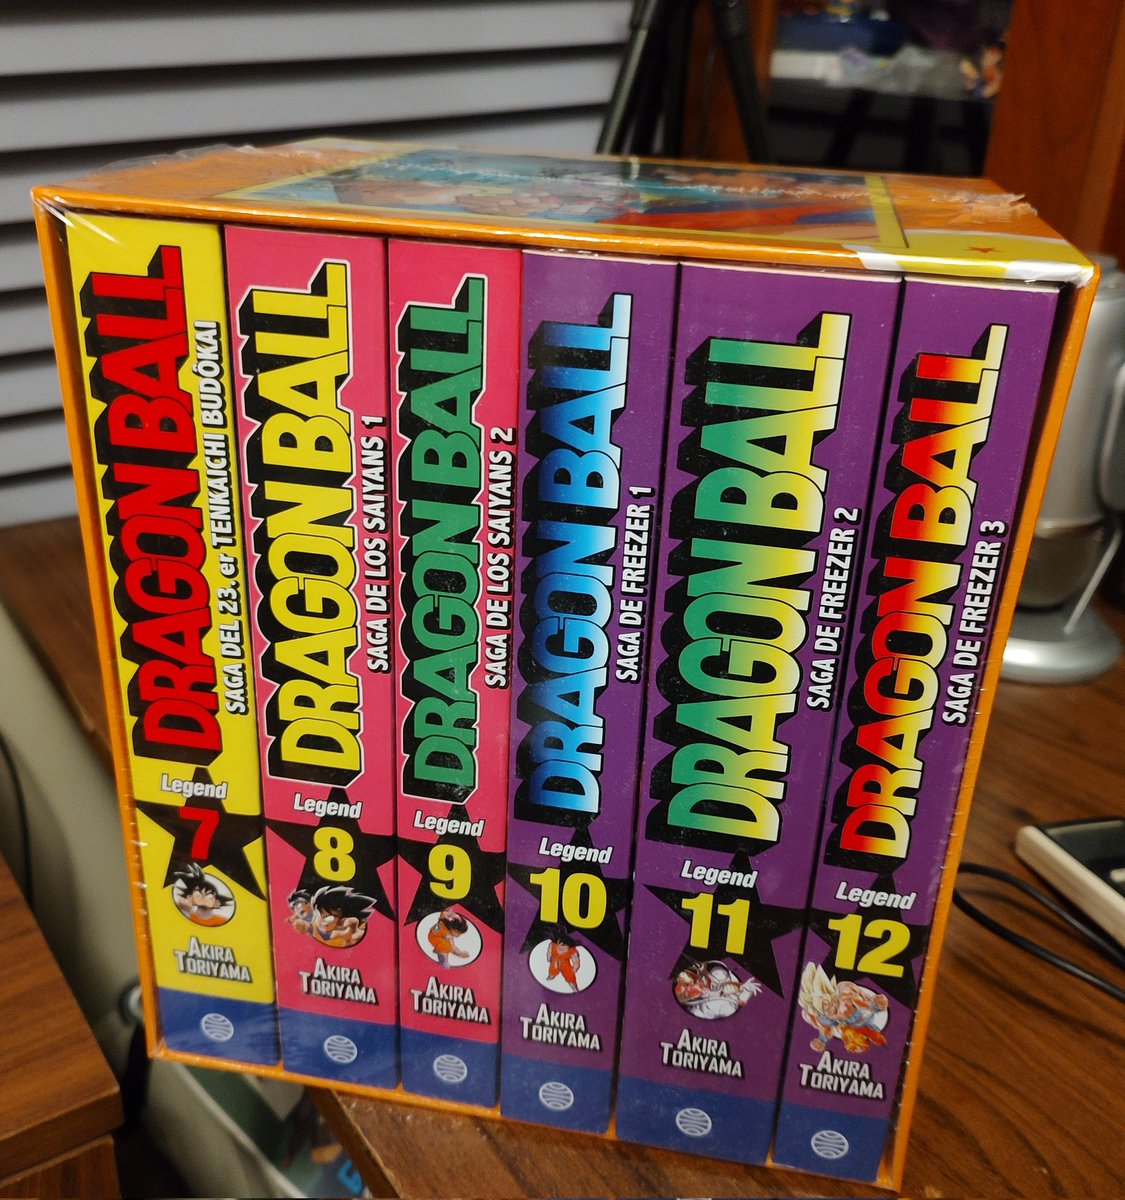 DRAGON BALL
SAGA DEL 23.er TENKAICHI BUDÔKAI
Legend
7
AKIRA
TORIYAMA
DRAGON BALL
SAGA DE LOS SAIYANS 1
Legend
8
AKIRA
TORIYAMA
DRAGON BALL
SAGA DE LOS SAIYANS 2
Legend
9
AKIRA
TORIYAMA
DRAGON BALL
SAGA DE FREEZER 1
Legend
10
AKIRA
TORIYAMA
DRAGON BALL
SAGA DE FREEZER 2
Legend
11
AKIRA
TORIYAMA
DRAGON BALL
SAGA DE FREEZER 3
Legend
12
AKIRA
TORIYAMA